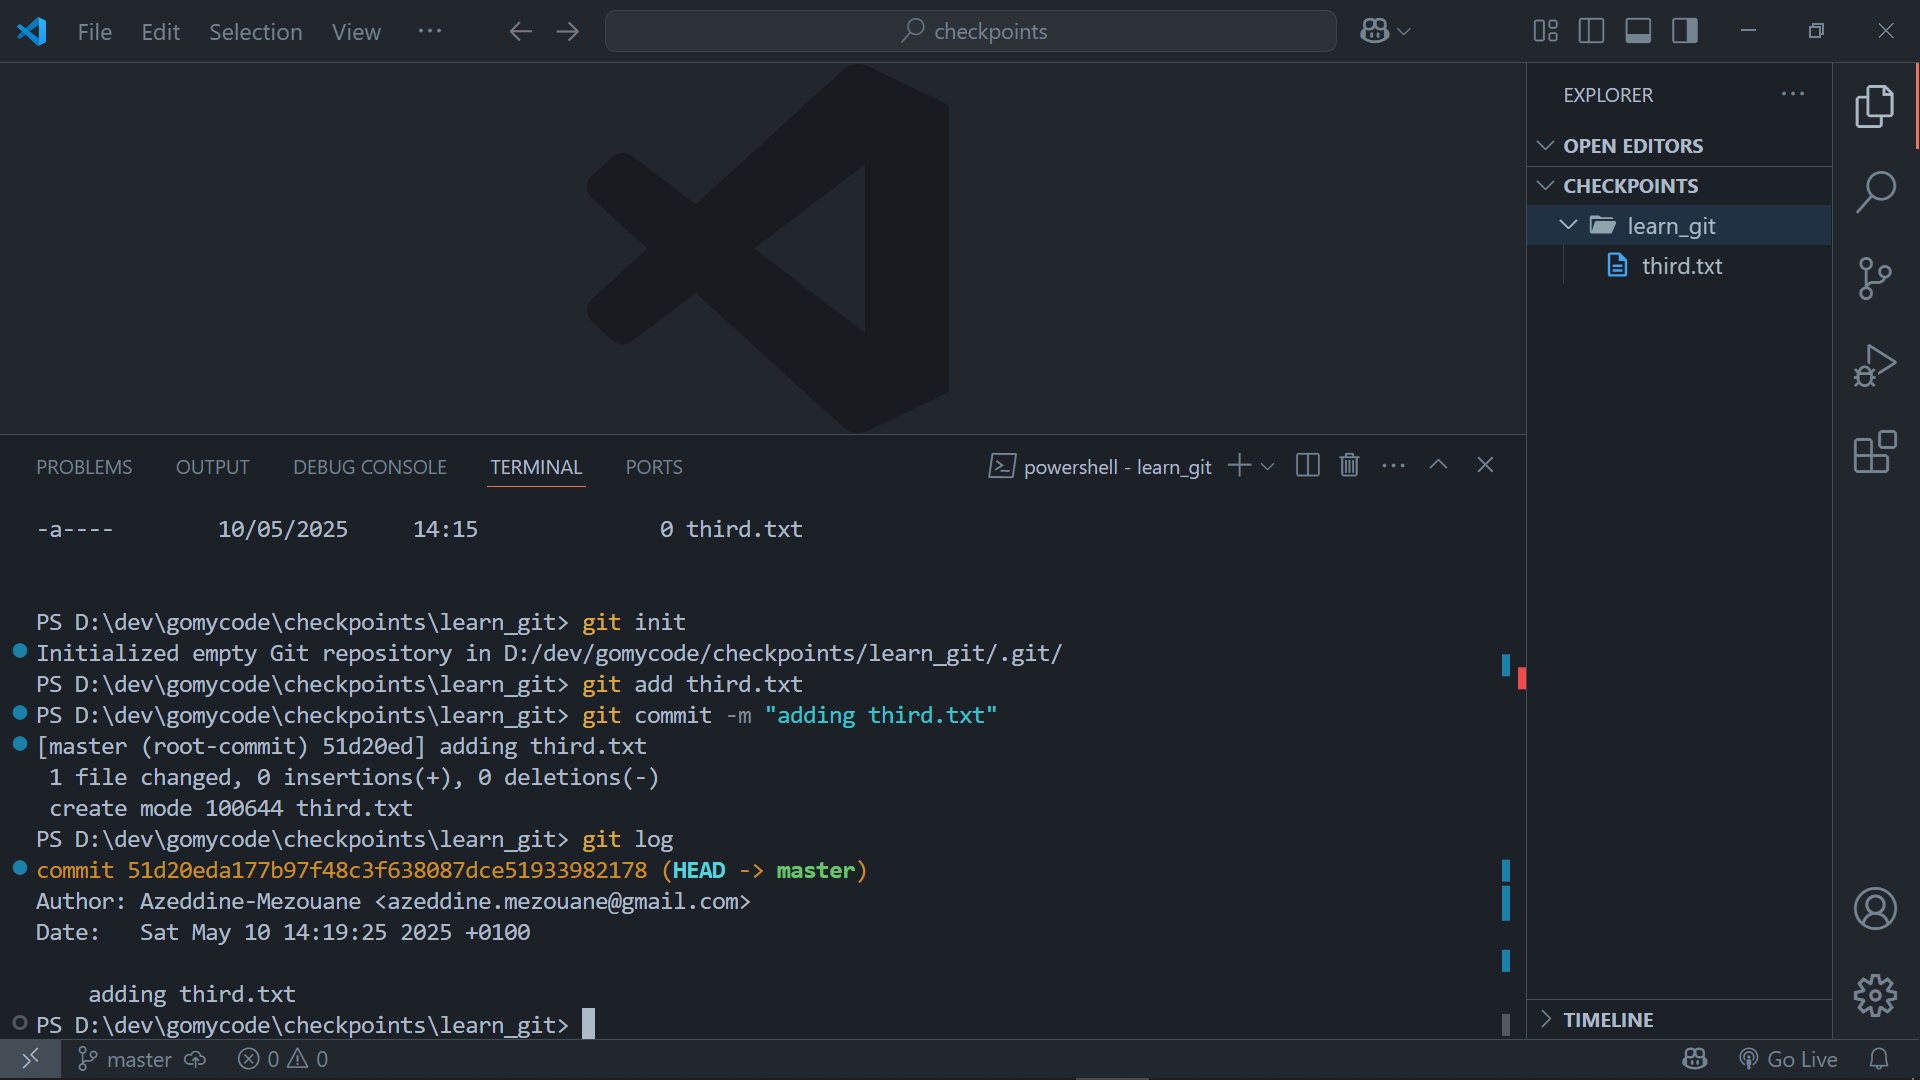 File Edit Selection View ··· checkpoints
EXPLORER ···
OPEN EDITORS
CHECKPOINTS
learn_git
third.txt
PROBLEMS OUTPUT DEBUG CONSOLE TERMINAL PORTS powershell - learn_git ···
-a---- 10/05/2025 14:15 0 third.txt
PS D:\dev\gomycode\checkpoints\learn_git> git init
Initialized empty Git repository in D:/dev/gomycode/checkpoints/learn_git/.git/
PS D:\dev\gomycode\checkpoints\learn_git> git add third.txt
PS D:\dev\gomycode\checkpoints\learn_git> git commit -m "adding third.txt"
[master (root-commit) 51d20ed] adding third.txt
1 file changed, 0 insertions(+), 0 deletions(-)
create mode 100644 third.txt
PS D:\dev\gomycode\checkpoints\learn_git> git log
commit 51d20eda177b97f48c3f638087dce51933982178 (HEAD -> master)
Author: Azeddine-Mezouane <azeddine.mezouane@gmail.com>
Date: Sat May 10 14:19:25 2025 +0100
adding third.txt
PS D:\dev\gomycode\checkpoints\learn_git>
TIMELINE
master 0 0 Go Live